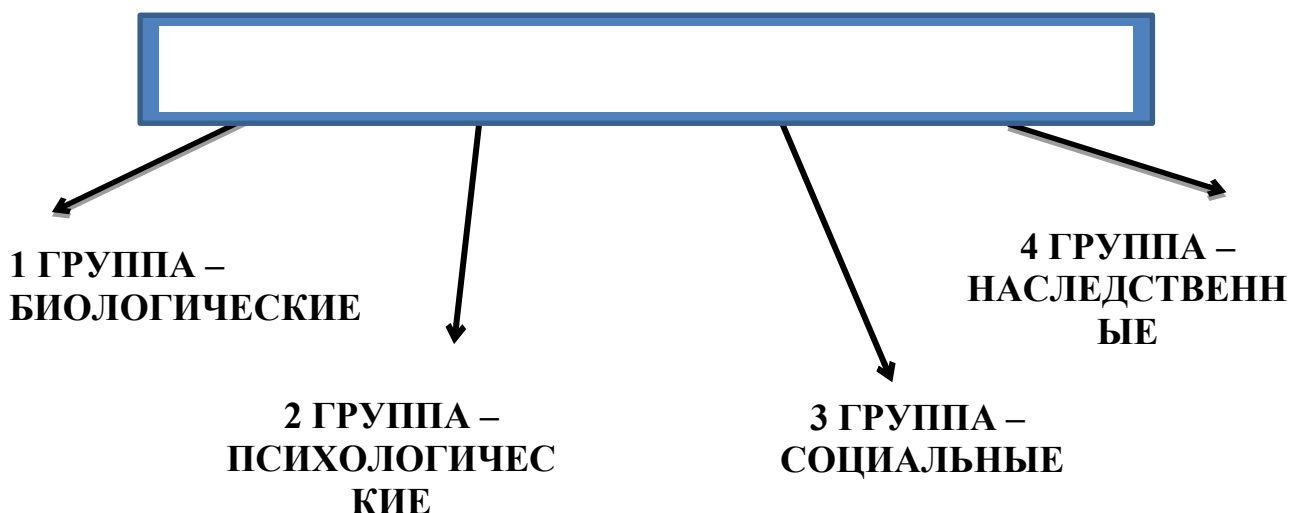 1 ГРУППА –
БИОЛОГИЧЕСКИЕ
2 ГРУППА –
ПСИХОЛОГИЧЕС
КИЕ
3 ГРУППА –
СОЦИАЛЬНЫЕ
4 ГРУППА –
НАСЛЕДСТВЕНН
ЫЕ